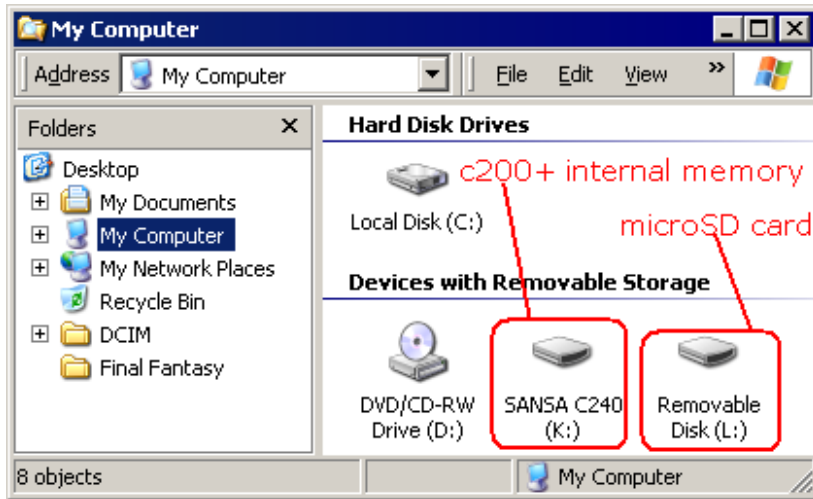 My Computer
Address My Computer File Edit View »
Folders X
Desktop
My Documents
My Computer
My Network Places
Recycle Bin
DCIM
Final Fantasy
Hard Disk Drives
c200+ internal memory
Local Disk (C:)
microSD card
Devices with Removable Storage
DVD/CD-RW
Drive (D:)
SANSA C240
(K:)
Removable
Disk (L:)
8 objects
My Computer